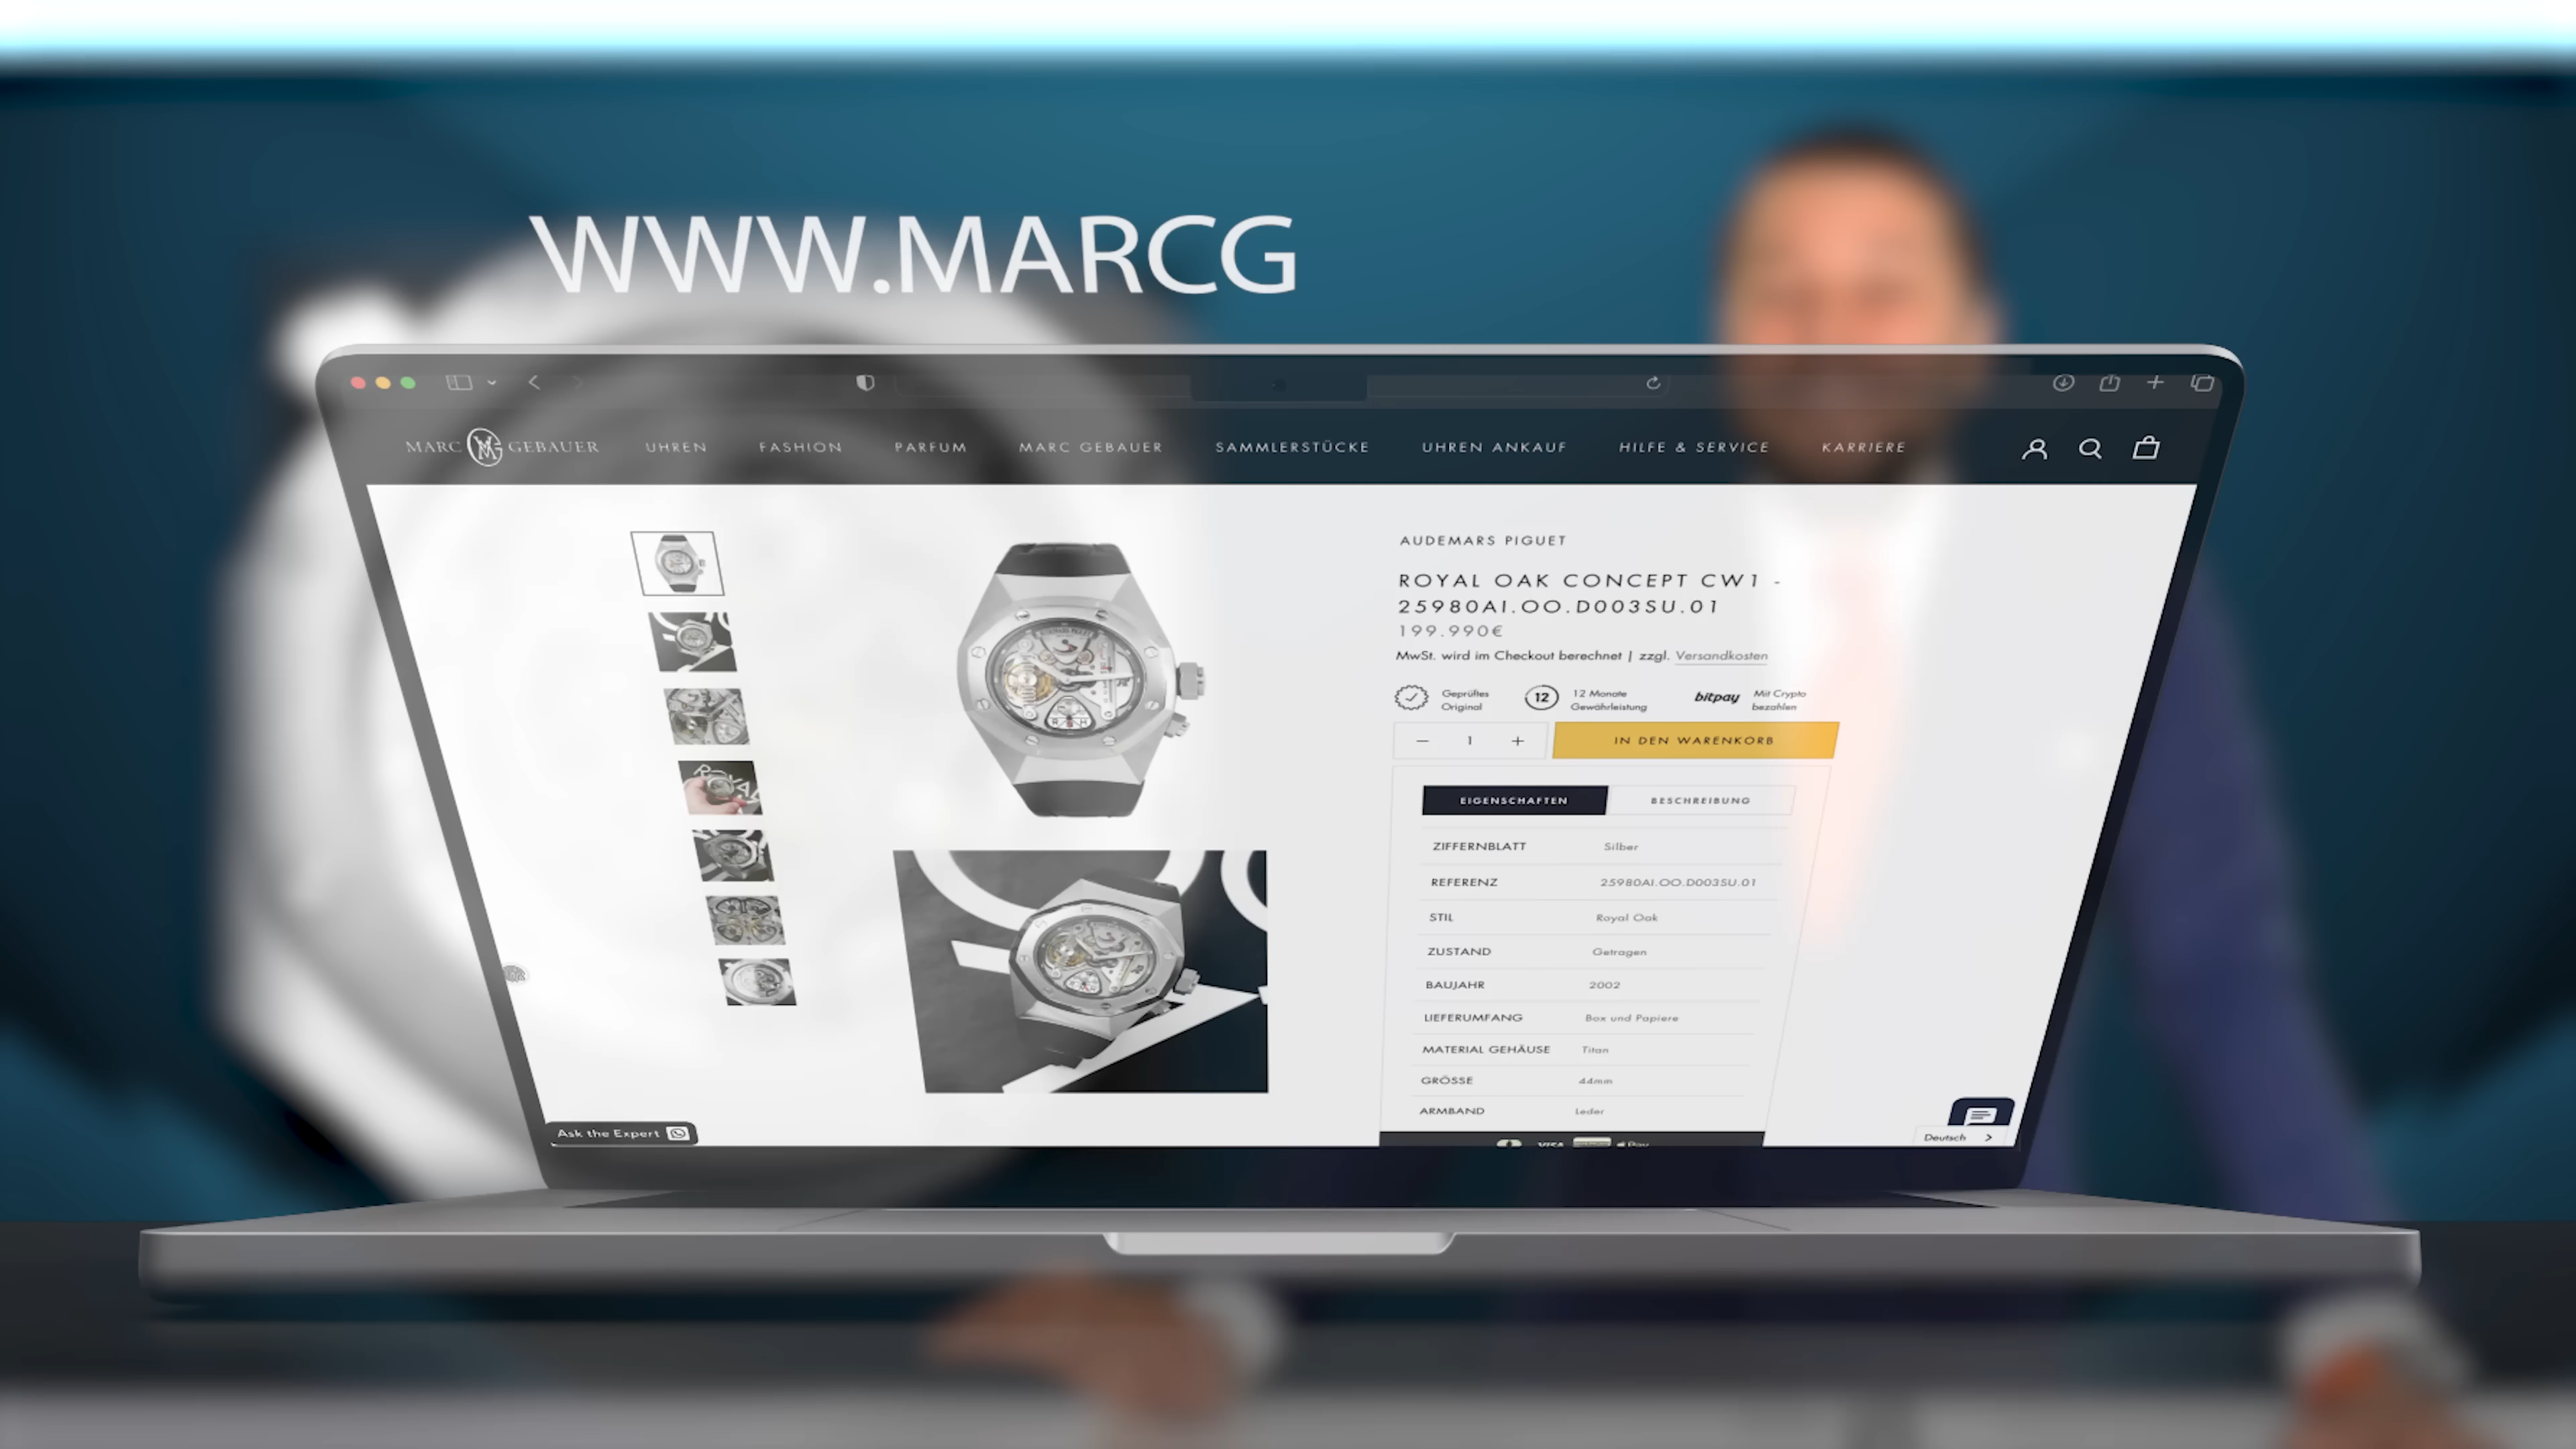 WWW.MARCG
MARC GEBAUER UHREN FASHION PARFUM MARC GEBAUER SAMMLERSTÜCKE UHREN ANKAUF HILFE & SERVICE KARRIERE
AUDEMARS PIGUET
ROYAL OAK CONCEPT CW1 -
25980AI.OO.D003SU.01
199.990€
MwSt. wird im Checkout berechnet | zzgl. Versandkosten
Geprüftes
Original
12
12 Monate
Gewährleistung
bitpay
Mit Crypto
bezahlen
1
IN DEN WARENKORB
EIGENSCHAFTEN BESCHREIBUNG
ZIFFERNBLATT Silber
REFERENZ 25980AI.OO.D003SU.01
STIL Royal Oak
ZUSTAND Getragen
BAUJAHR 2002
LIEFERUMFANG Box und Papiere
MATERIAL GEHÄUSE Titan
GRÖSSE 44mm
ARMBAND Leder
Ask the Expert
VISA Pay
Deutsch